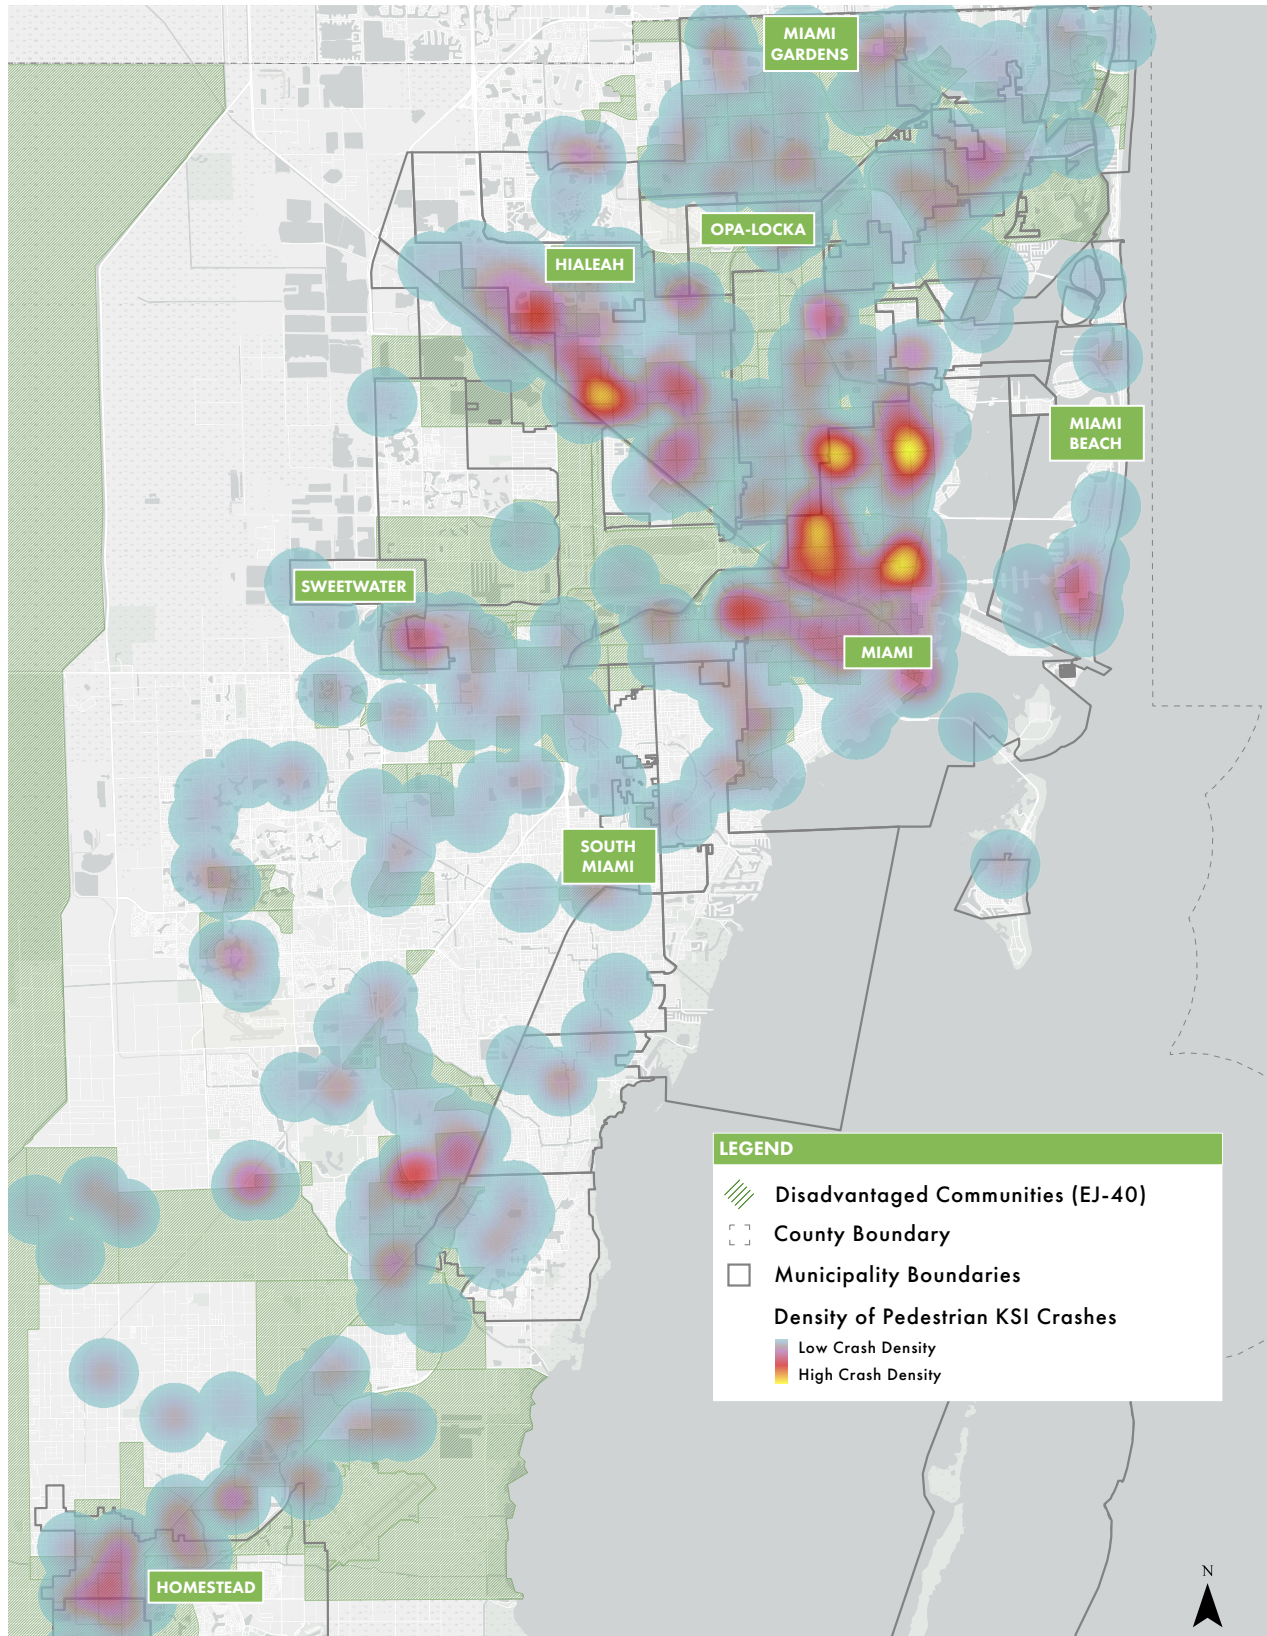 MIAMI
GARDENS
OPA-LOCKA
HIALEAH
MIAMI
BEACH
SWEETWATER
MIAMI
SOUTH
MIAMI
LEGEND
Disadvantaged Communities (EJ-40)
County Boundary
Municipality Boundaries
Density of Pedestrian KSI Crashes
Low Crash Density
High Crash Density
N
HOMESTEAD